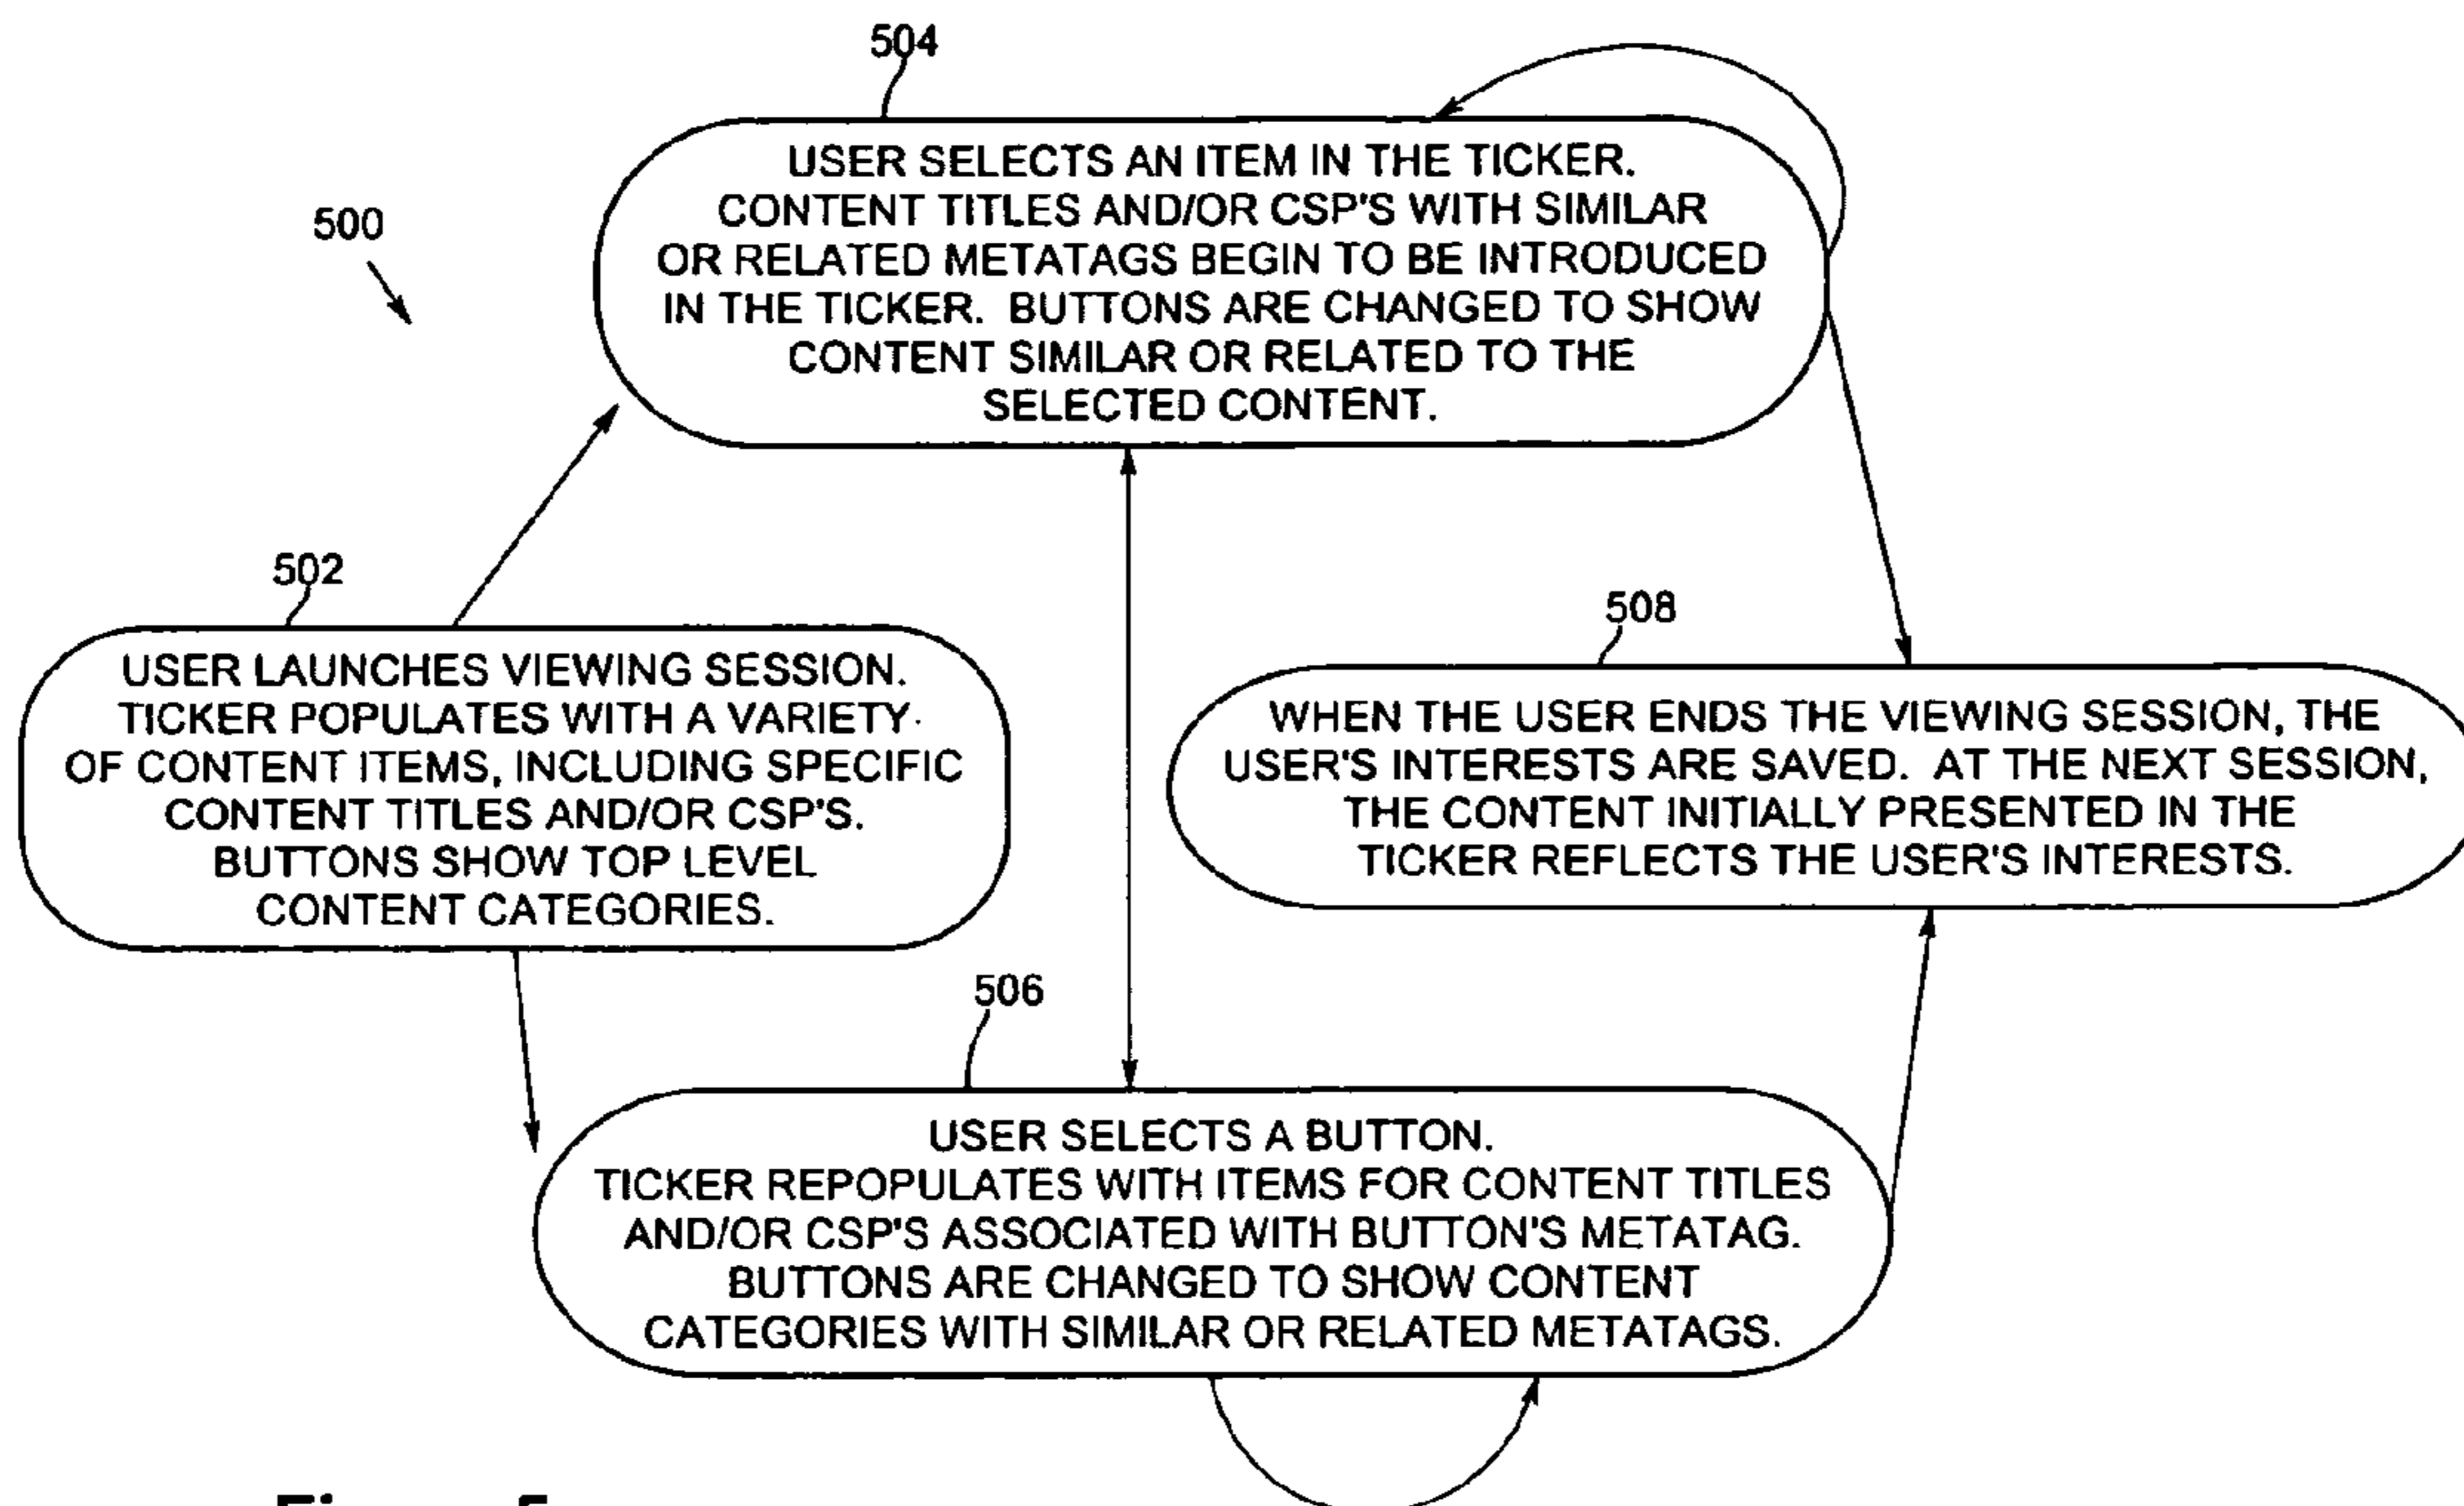 504
USER SELECTS AN ITEM IN THE TICKER.
CONTENT TITLES AND/OR CSP'S WITH SIMILAR
OR RELATED METATAGS BEGIN TO BE INTRODUCED
IN THE TICKER.  BUTTONS ARE CHANGED TO SHOW
CONTENT SIMILAR OR RELATED TO THE
SELECTED CONTENT.
500
502
USER LAUNCHES VIEWING SESSION.
TICKER POPULATES WITH A VARIETY
OF CONTENT ITEMS, INCLUDING SPECIFIC
CONTENT TITLES AND/OR CSP'S.
BUTTONS SHOW TOP LEVEL
CONTENT CATEGORIES.
508
WHEN THE USER ENDS THE VIEWING SESSION, THE
USER'S INTERESTS ARE SAVED.  AT THE NEXT SESSION,
THE CONTENT INITIALLY PRESENTED IN THE
TICKER REFLECTS THE USER'S INTERESTS.
506
USER SELECTS A BUTTON.
TICKER REPOPULATES WITH ITEMS FOR CONTENT TITLES
AND/OR CSP'S ASSOCIATED WITH BUTTON'S METATAG.
BUTTONS ARE CHANGED TO SHOW CONTENT
CATEGORIES WITH SIMILAR OR RELATED METATAGS.